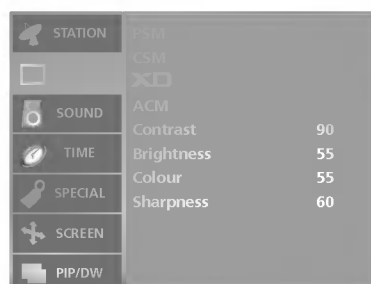 STATION
SOUND
TIME
SPECIAL
SCREEN
PIP/DW
PSM
CSM
XD
ACM
Contrast 90
Brightness 55
Colour 55
Sharpness 60